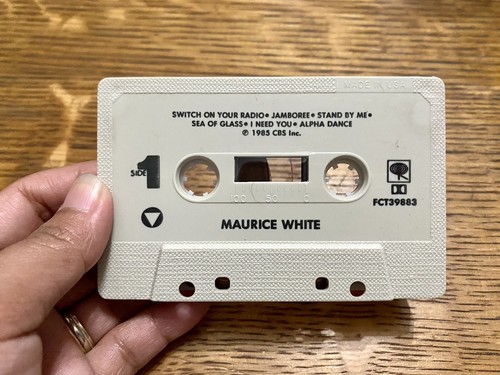 MADE IN U.S.A.
SWITCH ON YOUR RADIO • JAMBOREE • STAND BY ME •
SEA OF GLASS • I NEED YOU • ALPHA DANCE
℗ 1985 CBS Inc.
SIDE 1
100 50 0
FCT39883
MAURICE WHITE